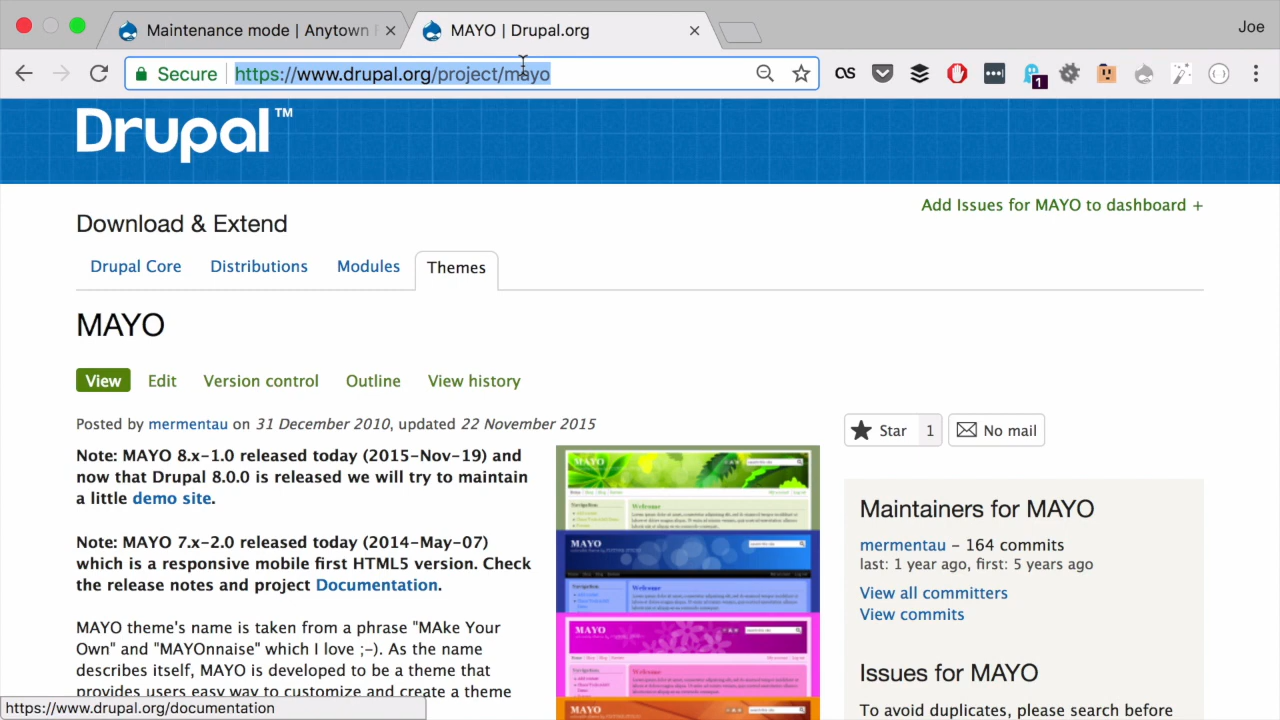 Maintenance mode | Anytown
MAYO | Drupal.org
Joe
Secure
https://www.drupal.org/project/mayo
1
Drupal™
Add Issues for MAYO to dashboard +
Download & Extend
Drupal Core
Distributions
Modules
Themes
MAYO
View
Edit
Version control
Outline
View history
Posted by mermentau on 31 December 2010, updated 22 November 2015
Star 1
No mail
Note: MAYO 8.x-1.0 released today (2015-Nov-19) and
now that Drupal 8.0.0 is released we will try to maintain
a little demo site.
Note: MAYO 7.x-2.0 released today (2014-May-07)
which is a responsive mobile first HTML5 version. Check
the release notes and project Documentation.
MAYO theme's name is taken from a phrase "MAke Your
Own" and "MAYOnnaise" which I love ;-). As the name
describes itself, MAYO is developed to be a theme that
provides users easy way to customize and create a theme
MAYO
Welcome
MAYO
Welcome
MAYO
Welcome
MAYO
Maintainers for MAYO
mermentau – 164 commits
last: 1 year ago, first: 5 years ago
View all committers
View commits
Issues for MAYO
To avoid duplicates, please search before
https://www.drupal.org/documentation